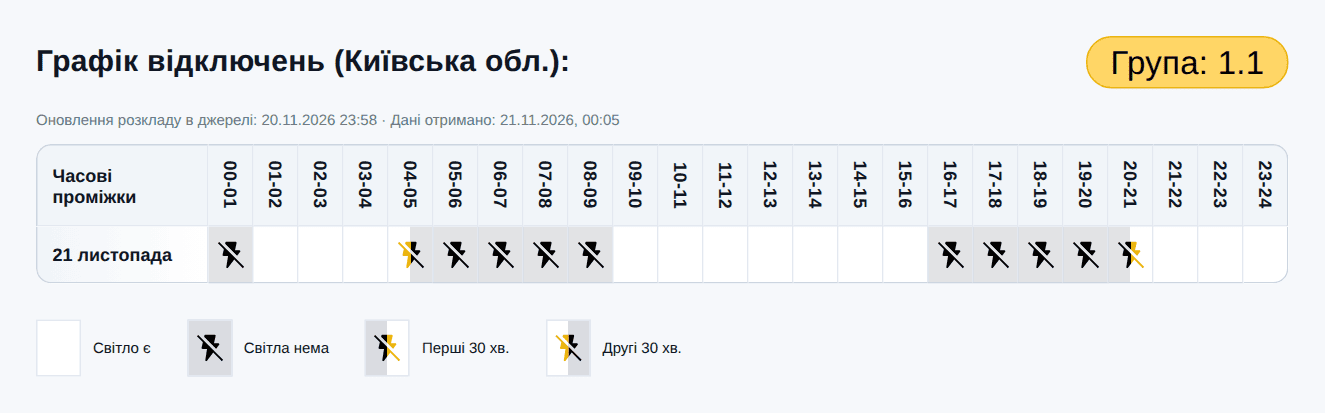 Графік відключень (Київська обл.):
Група: 1.1
Оновлення розкладу в джерелі: 20.11.2026 23:58 · Дані отримано: 21.11.2026, 00:05
Часові
проміжки
00-01
01-02
02-03
03-04
04-05
05-06
06-07
07-08
08-09
09-10
10-11
11-12
12-13
13-14
14-15
15-16
16-17
17-18
18-19
19-20
20-21
21-22
22-23
23-24
21 листопада
Світло є
Світла нема
Перші 30 хв.
Другі 30 хв.